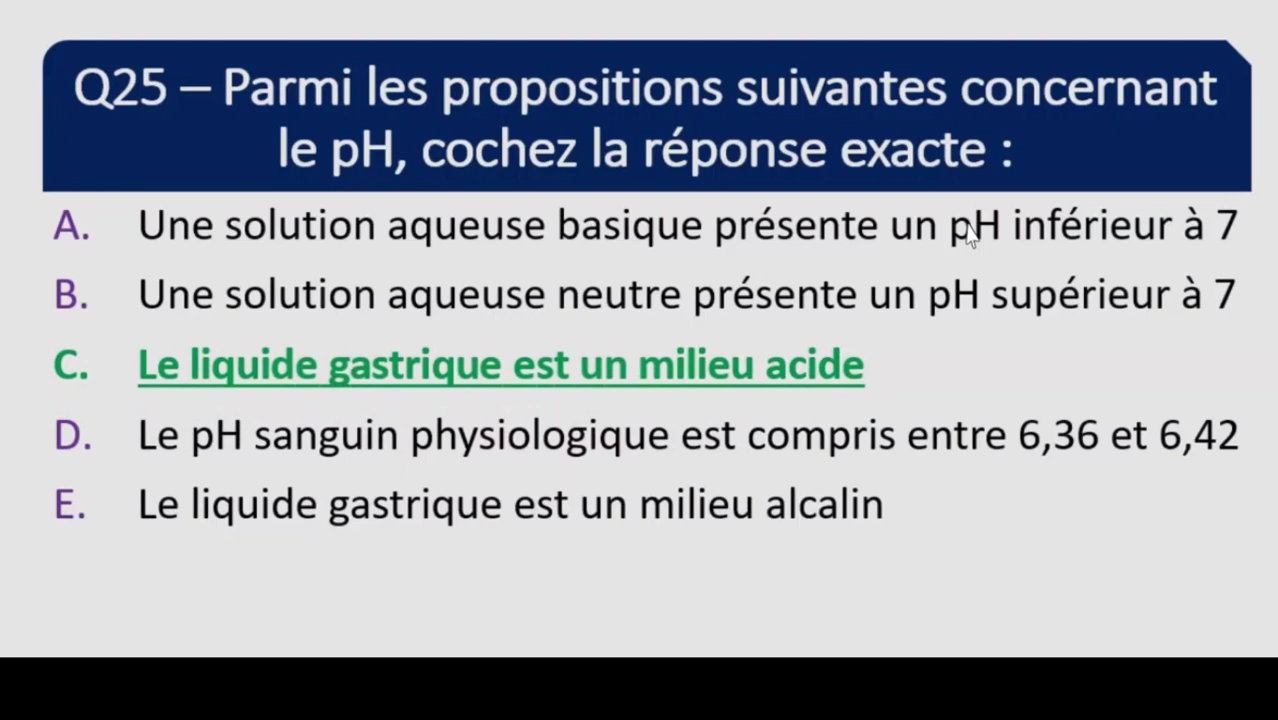 Q25 – Parmi les propositions suivantes concernant
le pH, cochez la réponse exacte :
A. Une solution aqueuse basique présente un pH inférieur à 7
B. Une solution aqueuse neutre présente un pH supérieur à 7
C. Le liquide gastrique est un milieu acide
D. Le pH sanguin physiologique est compris entre 6,36 et 6,42
E. Le liquide gastrique est un milieu alcalin